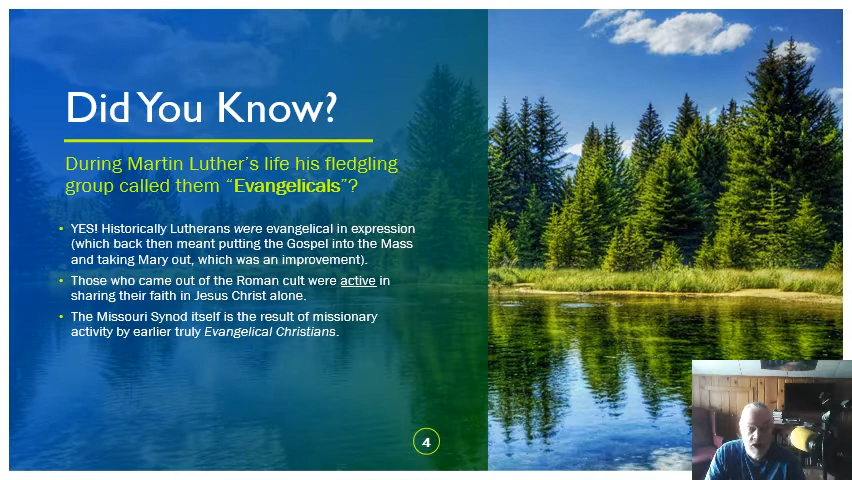 Did You Know?
During Martin Luther's life his fledgling
group called them “Evangelicals”?
• YES! Historically Lutherans were evangelical in expression
(which back then meant putting the Gospel into the Mass
and taking Mary out, which was an improvement).
• Those who came out of the Roman cult were active in
sharing their faith in Jesus Christ alone.
• The Missouri Synod itself is the result of missionary
activity by earlier truly Evangelical Christians.
4